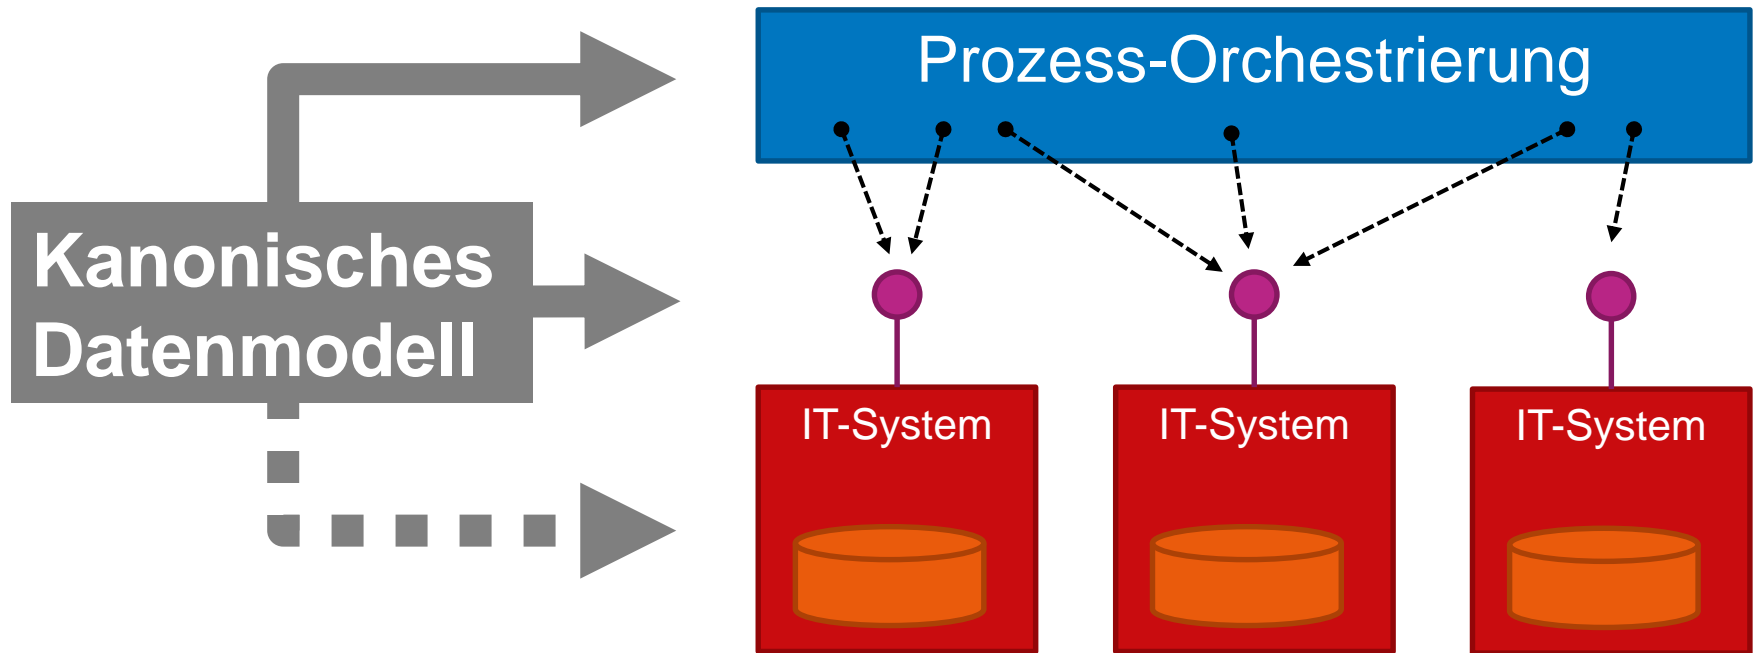 Prozess-Orchestrierung
Kanonisches
Datenmodell
IT-System
IT-System
IT-System